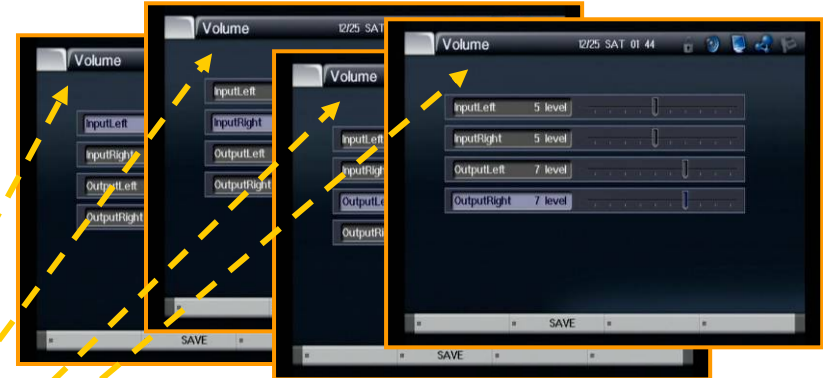 Volume
InputLeft
InputRight
OutputLeft
OutputRight
SAVE
Volume 12/25 SAT
InputLeft
InputRight
OutputLeft
OutputRight
Volume
InputLeft
SAVE
Volume 12/25 SAT 01 44
InputLeft 5 level
InputRight 5 level
OutputLeft 7 level
OutputRight 7 level
SAVE